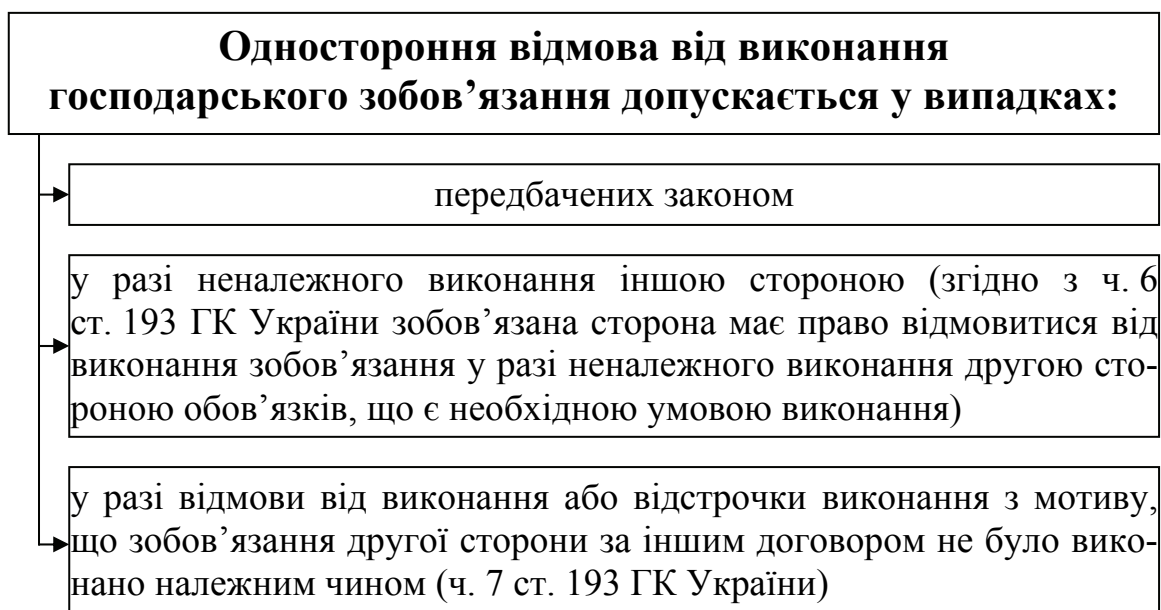 Одностороння відмова від виконання
господарського зобов’язання допускається у випадках:
передбачених законом
у разі неналежного виконання іншою стороною (згідно з ч. 6
ст. 193 ГК України зобов’язана сторона має право відмовитися від
виконання зобов’язання у разі неналежного виконання другою сто-
роною обов’язків, що є необхідною умовою виконання)
у разі відмови від виконання або відстрочки виконання з мотиву,
що зобов’язання другої сторони за іншим договором не було вико-
нано належним чином (ч. 7 ст. 193 ГК України)